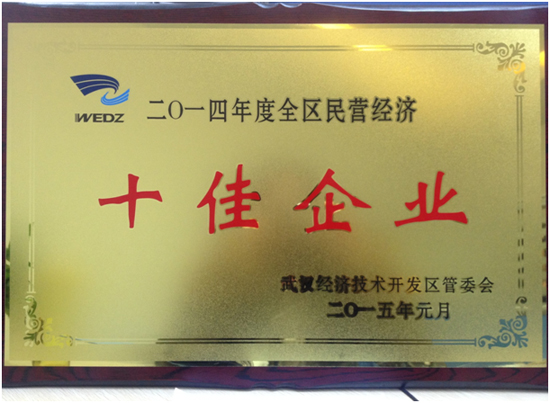 WEDZ
二〇一四年度全区民营经济
十佳企业
武汉经济技术开发区管委会
二〇一五年元月